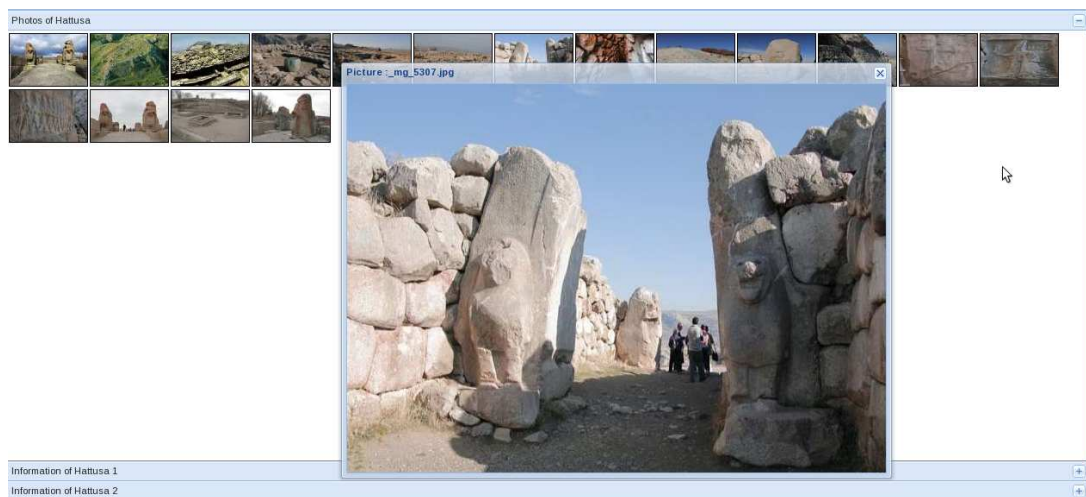 Photos of Hattusa
Picture :_mg_5307.jpg
Information of Hattusa 1
Information of Hattusa 2